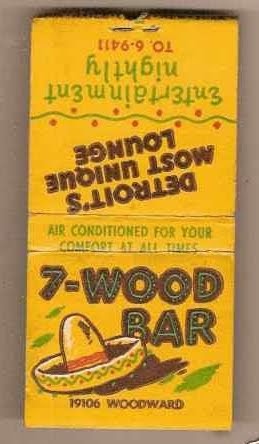 TO. 6-9411
Entertainment
nightly
DETROIT'S
MOST UNIQUE
LOUNGE
AIR CONDITIONED FOR YOUR
COMFORT AT ALL TIMES
7-WOOD
BAR
19106 WOODWARD